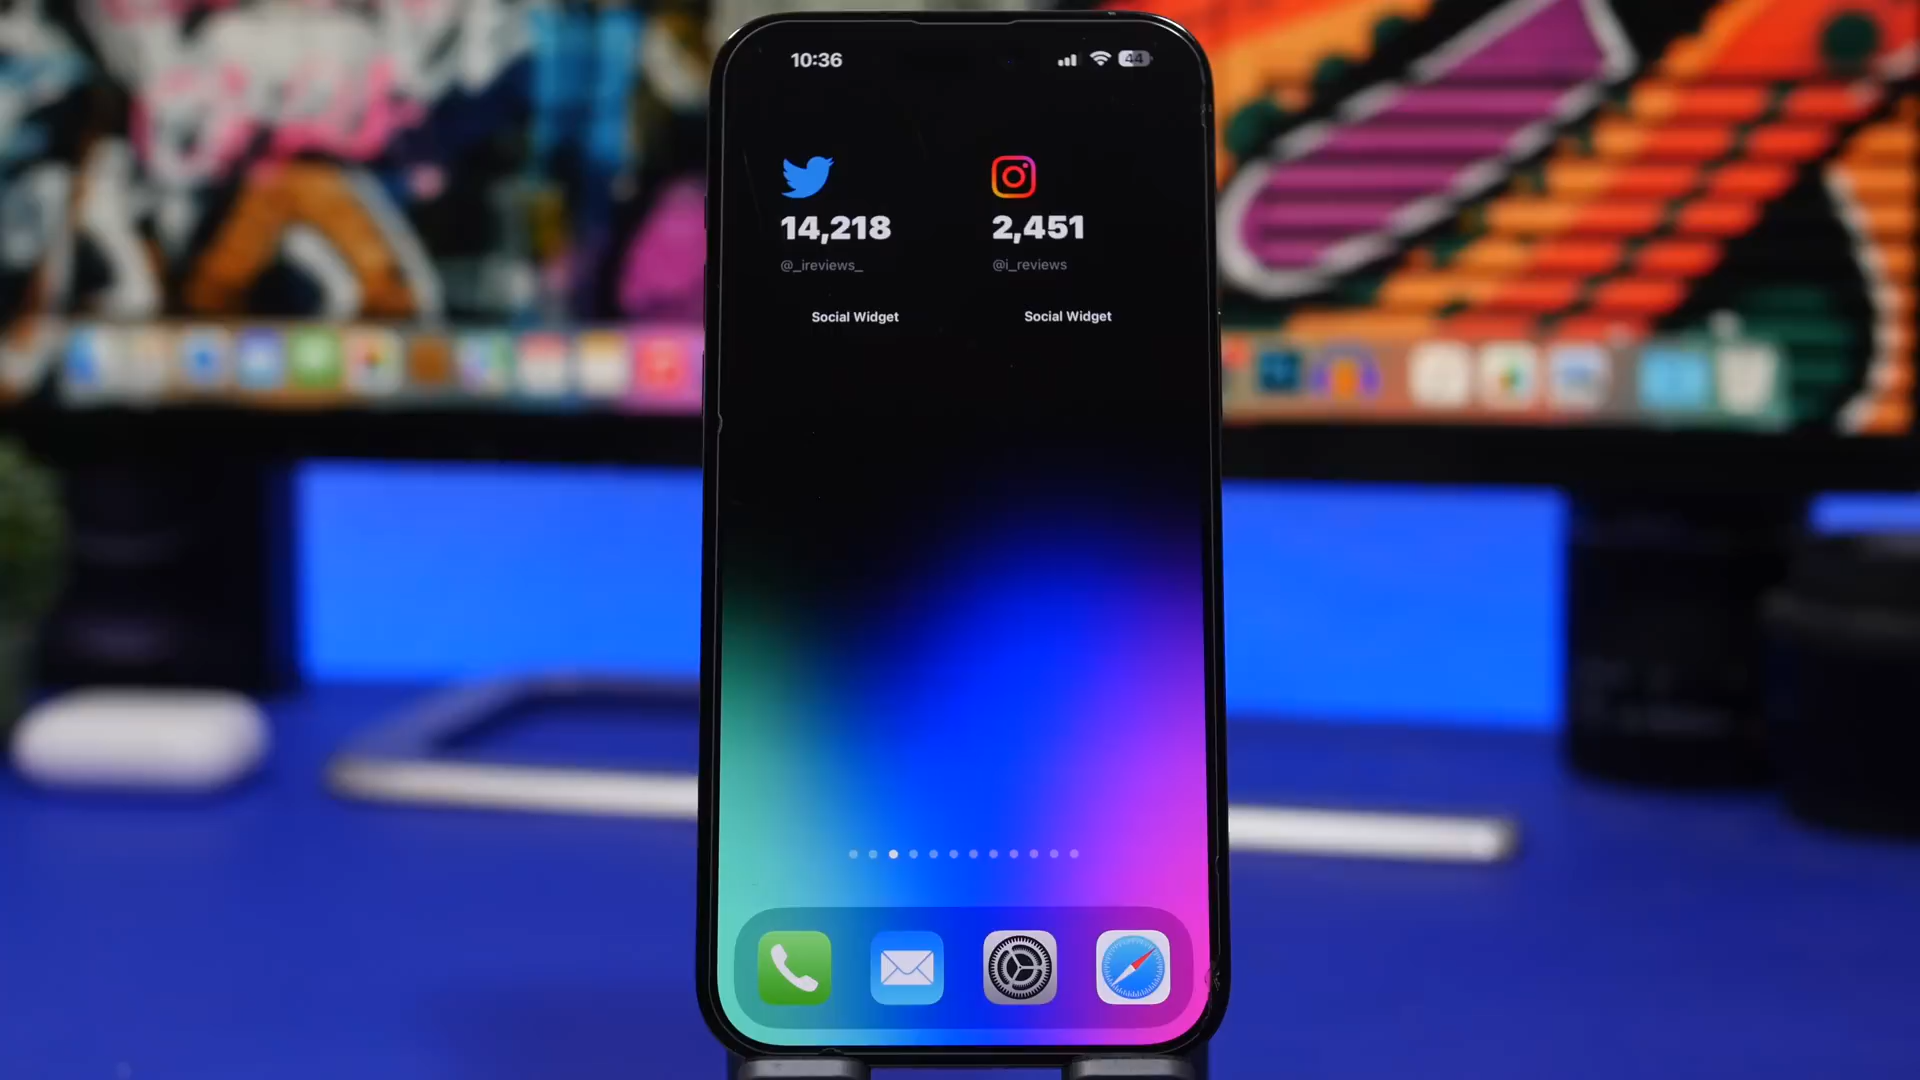 10:36
44
14,218
2,451
@_ireviews_
@i_reviews
Social Widget
Social Widget